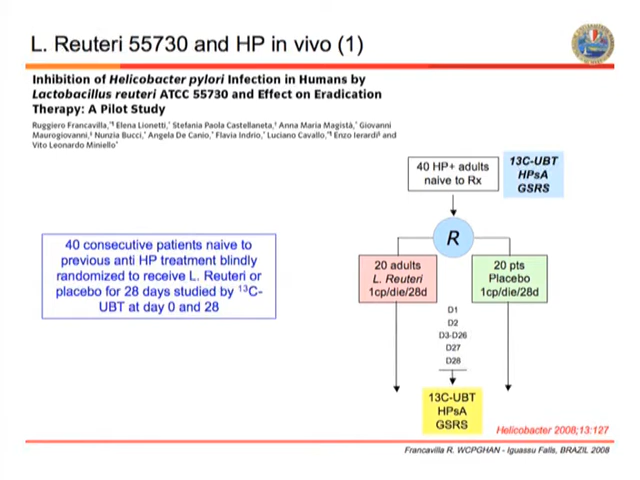 L. Reuteri 55730 and HP in vivo (1)
Inhibition of Helicobacter pylori Infection in Humans by
Lactobacillus reuteri ATCC 55730 and Effect on Eradication
Therapy: A Pilot Study
Ruggiero Francavilla,*¶ Elena Lionetti,* Stefania Paola Castellaneta,‡ Anna Maria Magistà,* Giovanni
Maurogiovanni,‡ Nunzia Bucci,* Angela De Canio,* Flavia Indrio,* Luciano Cavallo,*¶ Enzo Ierardi§ and
Vito Leonardo Miniello*
40 HP+ adults
naive to Rx
13C-UBT
HPsA
GSRS
R
40 consecutive patients naive to
previous anti HP treatment blindly
randomized to receive L. Reuteri or
placebo for 28 days studied by ¹³C-
UBT at day 0 and 28
20 adults
L. Reuteri
1cp/die/28d
20 pts
Placebo
1cp/die/28d
D1
D2
D3-D26
D27
D28
13C-UBT
HPsA
GSRS
Helicobacter 2008;13:127
Francavilla R. WCPGHAN - Iguassu Falls, BRAZIL 2008